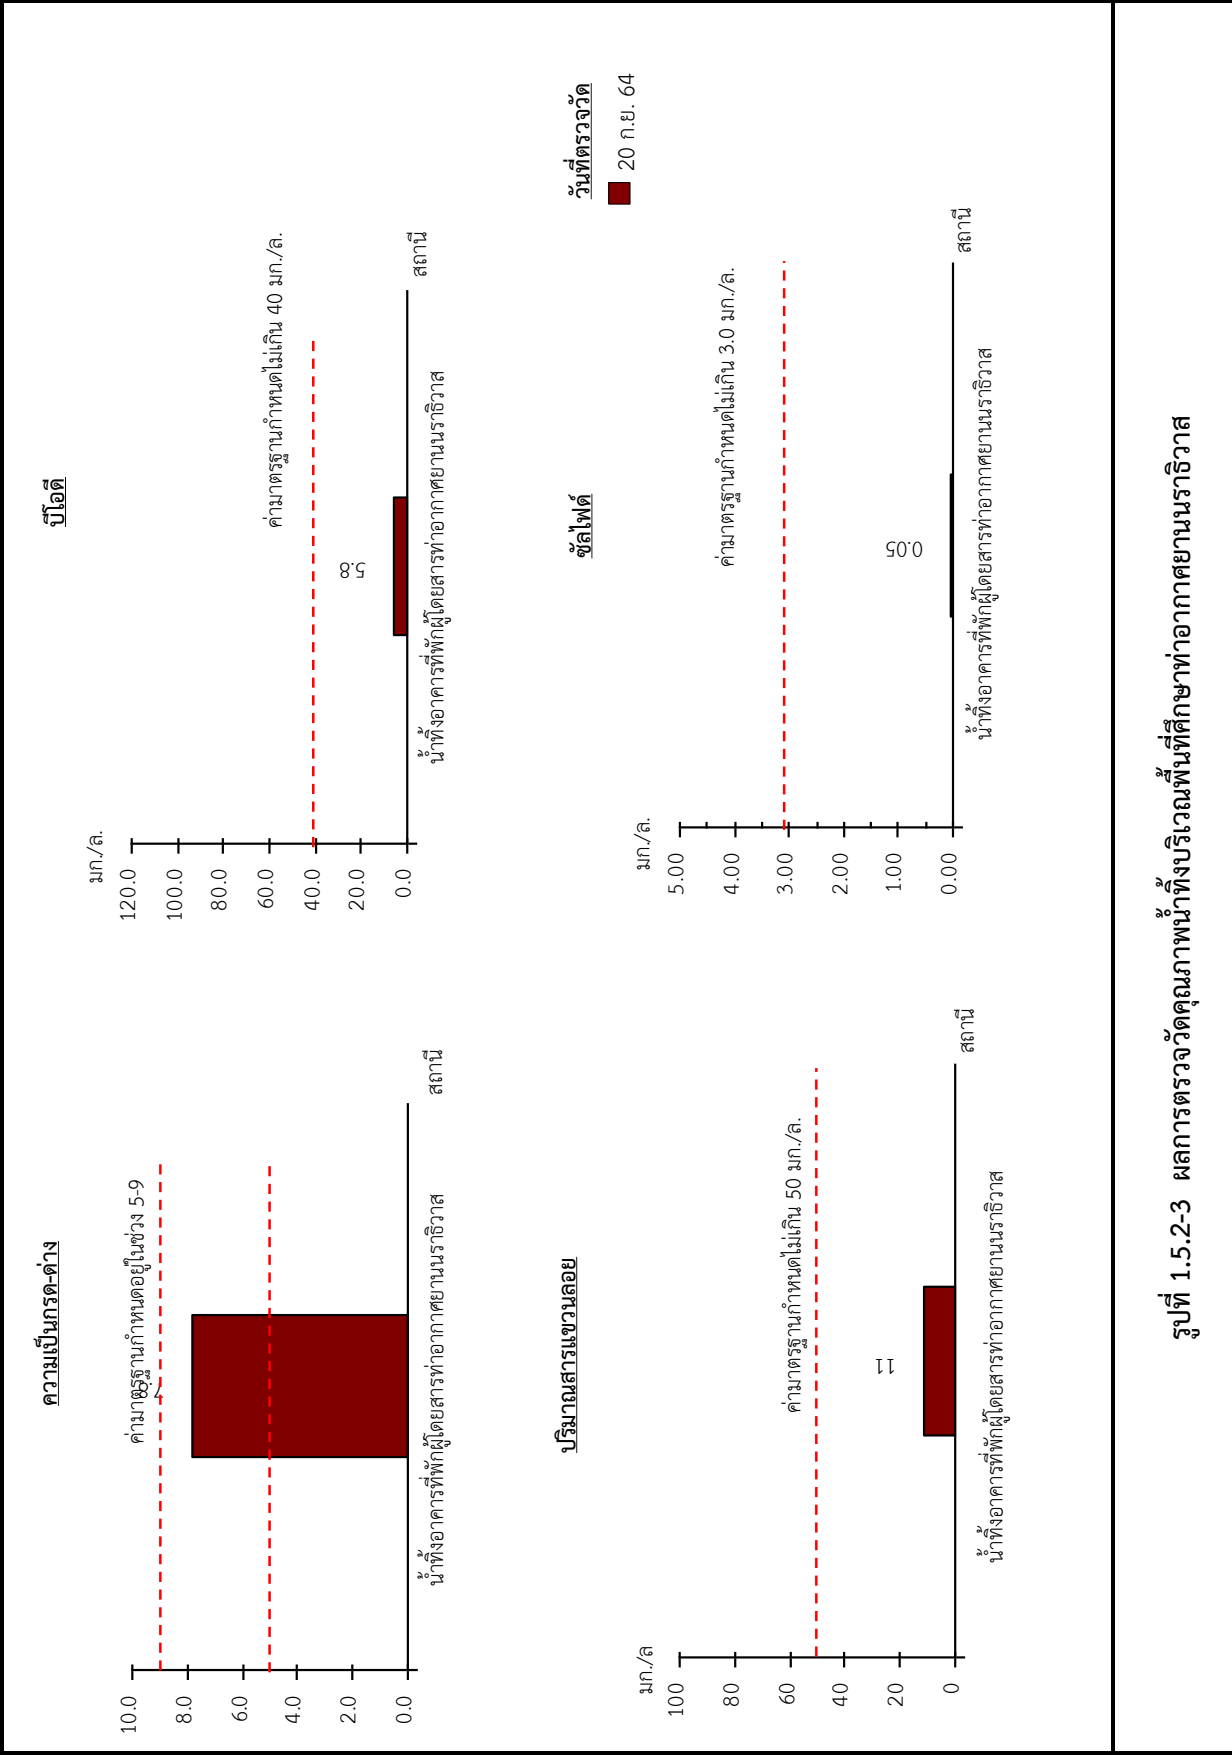 ความเป็นกรด-ด่าง
ค่ามาตรฐานกำหนดอยู่ในช่วง 5-9
10.0
8.0
6.0
4.0
2.0
0.0
7.8
สถานี
น้ำทิ้งอาคารที่พักผู้โดยสารท่าอากาศยานนราธิวาส
บีโอดี
มก./ล.
ค่ามาตรฐานกำหนดไม่เกิน 40 มก./ล.
120.0
100.0
80.0
60.0
40.0
20.0
0.0
5.8
สถานี
น้ำทิ้งอาคารที่พักผู้โดยสารท่าอากาศยานนราธิวาส
ปริมาณสารแขวนลอย
มก./ล
ค่ามาตรฐานกำหนดไม่เกิน 50 มก./ล.
100
80
60
40
20
0
11
สถานี
น้ำทิ้งอาคารที่พักผู้โดยสารท่าอากาศยานนราธิวาส
ซัลไฟด์
มก./ล.
ค่ามาตรฐานกำหนดไม่เกิน 3.0 มก./ล.
5.00
4.00
3.00
2.00
1.00
0.00
0.05
สถานี
น้ำทิ้งอาคารที่พักผู้โดยสารท่าอากาศยานนราธิวาส
วันที่ตรวจวัด
20 ก.ย. 64
รูปที่ 1.5.2-3 ผลการตรวจวัดคุณภาพน้ำทิ้งบริเวณพื้นที่ศึกษาท่าอากาศยานนราธิวาส